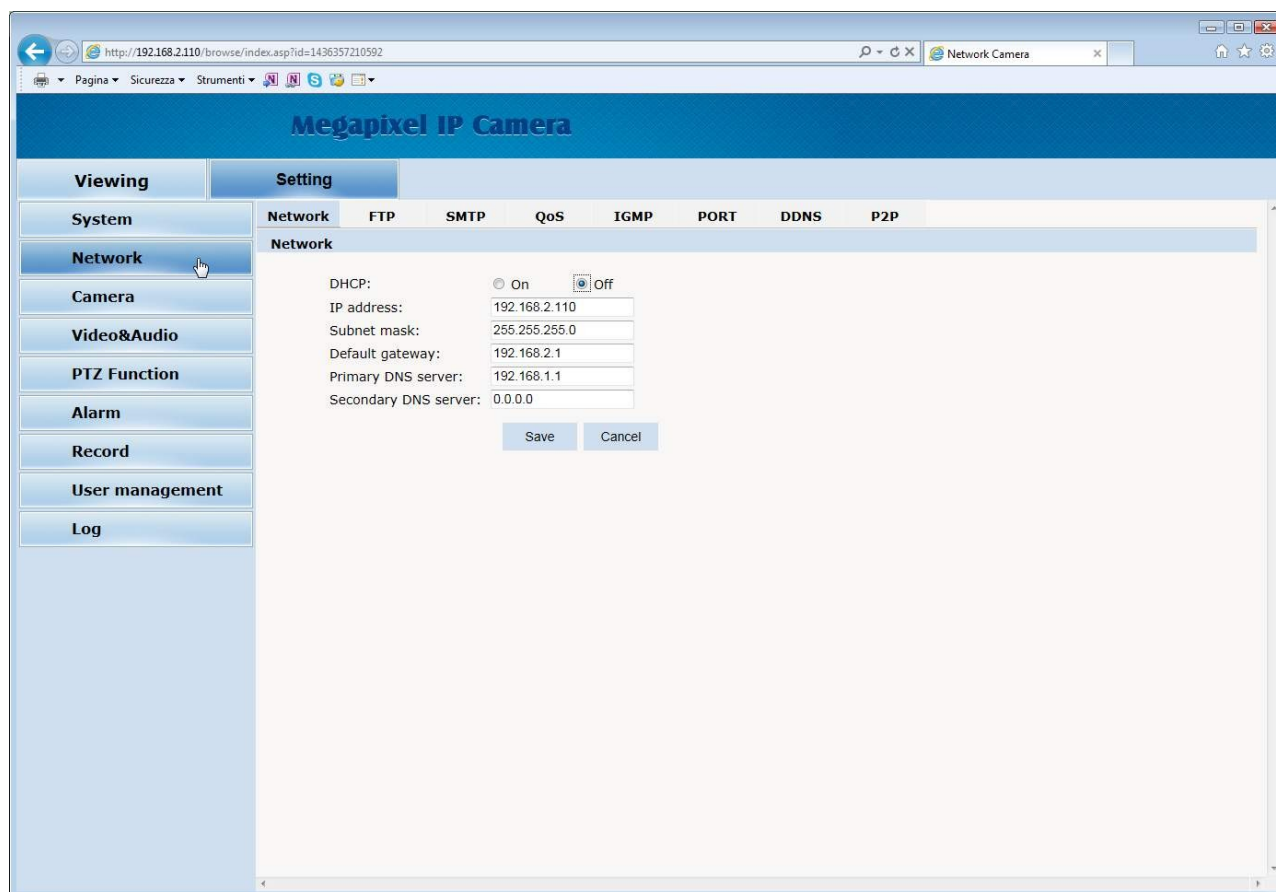 http://192.168.2.110/browse/index.asp?id=1436357210592 Network Camera
Pagina Sicurezza Strumenti
Megapixel IP Camera
Viewing Setting
System
Network
Camera
Video&Audio
PTZ Function
Alarm
Record
User management
Log
Network FTP SMTP QoS IGMP PORT DDNS P2P
Network
DHCP: On Off
IP address: 192.168.2.110
Subnet mask: 255.255.255.0
Default gateway: 192.168.2.1
Primary DNS server: 192.168.1.1
Secondary DNS server: 0.0.0.0
Save Cancel